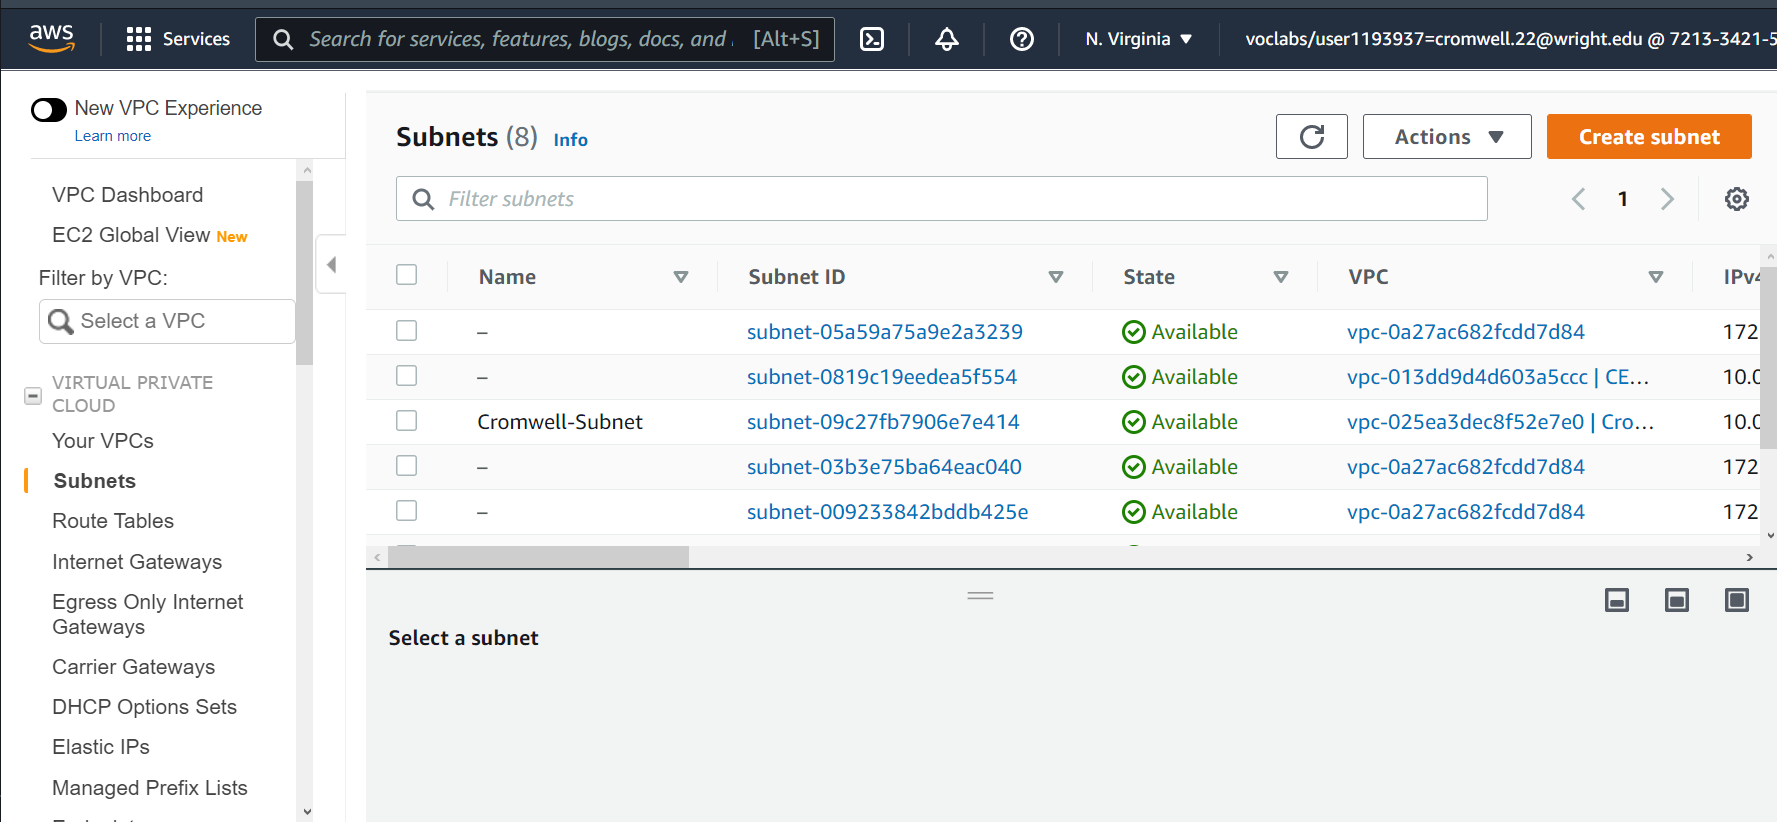 aws
Services
Search for services, features, blogs, docs, and
[Alt+S]
N. Virginia
voclabs/user1193937=cromwell.22@wright.edu @ 7213-3421-5
New VPC Experience
Learn more
VPC Dashboard
EC2 Global View New
Filter by VPC:
Select a VPC
VIRTUAL PRIVATE
CLOUD
Your VPCs
Subnets
Route Tables
Internet Gateways
Egress Only Internet
Gateways
Carrier Gateways
DHCP Options Sets
Elastic IPs
Managed Prefix Lists
Subnets (8) Info
Actions
Create subnet
Filter subnets
1
Name Subnet ID State VPC IPv4
– subnet-05a59a75a9e2a3239 Available vpc-0a27ac682fcdd7d84 172
– subnet-0819c19eedea5f554 Available vpc-013dd9d4d603a5ccc | CE... 10.0
Cromwell-Subnet subnet-09c27fb7906e7e414 Available vpc-025ea3dec8f52e7e0 | Cro... 10.0
– subnet-03b3e75ba64eac040 Available vpc-0a27ac682fcdd7d84 172
– subnet-009233842bddb425e Available vpc-0a27ac682fcdd7d84 172
Select a subnet